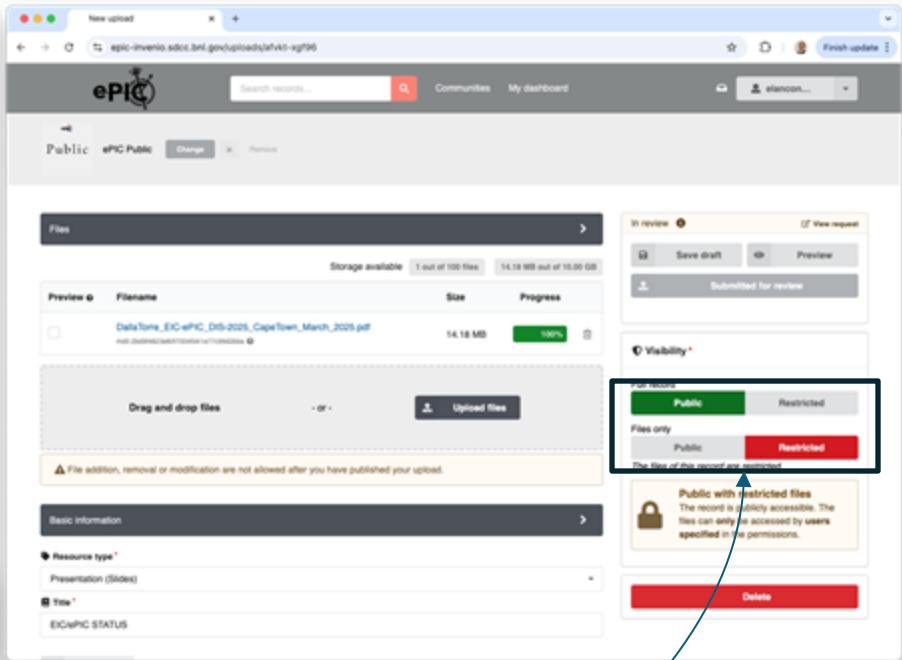 New upload
epic-invenio.sdcc.bnl.gov/uploads/afvkt-xgf96
Finish update
ePIC
Search records...
Communities
My dashboard
elancon...
Public
ePIC Public
Change
Remove
Files
Storage available
1 out of 100 files
14.18 MB out of 10.00 GB
Preview
Filename
Size
Progress
DallaTorre_EIC-ePIC_DIS-2025_CapeTown_March_2025.pdf
14.18 MB
100%
Drag and drop files
- or -
Upload files
File addition, removal or modification are not allowed after you have published your upload.
Basic information
Resource type *
Presentation (Slides)
Title *
EIC/ePIC STATUS
In review
View request
Save draft
Preview
Submitted for review
Visibility *
Full record
Public
Restricted
Files only
Public
Restricted
The files of this record are restricted
Public with restricted files
The record is publicly accessible. The
files can only be accessed by users
specified in the permissions.
Delete